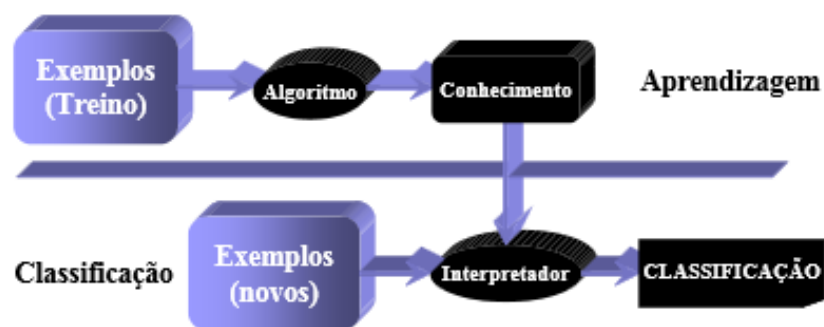 Exemplos
(Treino)
Algoritmo
Conhecimento
Aprendizagem
Classificação
Exemplos
(novos)
Interpretador
CLASSIFICAÇÃO